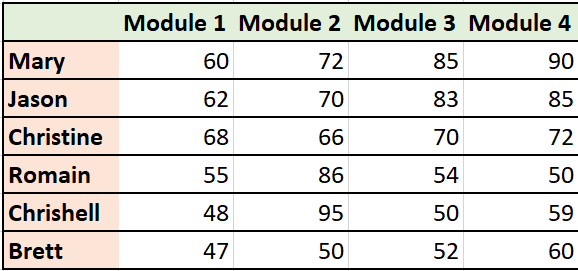 Module 1 Module 2 Module 3 Module 4
Mary 60 72 85 90
Jason 62 70 83 85
Christine 68 66 70 72
Romain 55 86 54 50
Chrishell 48 95 50 59
Brett 47 50 52 60